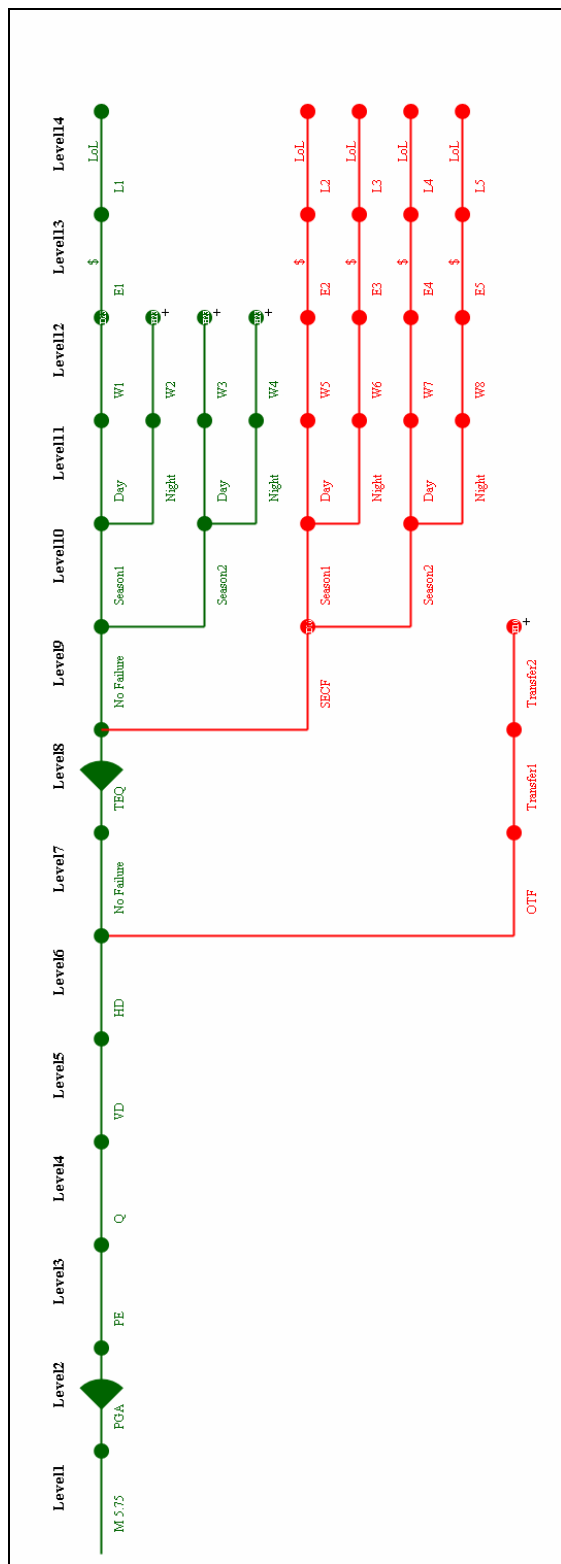 Level1 Level2 Level3 Level4 Level5 Level6 Level7 Level8 Level9 Level10 Level11 Level12 Level13 Level14
$ LoL
M 5.75 PGA PE Q VD HD No Failure TEQ No Failure Season1 Day W1 E1 L1
+
Night W2
+
Season2 Day W3
+
Night W4
$ LoL
SECF Season1 Day W5 E2 L2
$ LoL
Night W6 E3 L3
$ LoL
Season2 Day W7 E4 L4
$ LoL
Night W8 E5 L5
+
OTF Transfer1 Transfer2